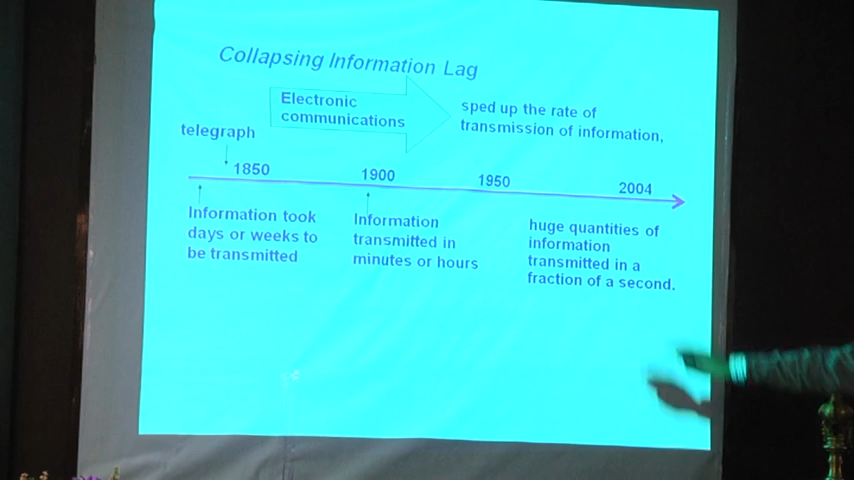 Collapsing Information Lag
Electronic
communications
sped up the rate of
transmission of information,
telegraph
1850
1900
1950
2004
Information took
days or weeks to
be transmitted
Information
transmitted in
minutes or hours
huge quantities of
information
transmitted in a
fraction of a second.